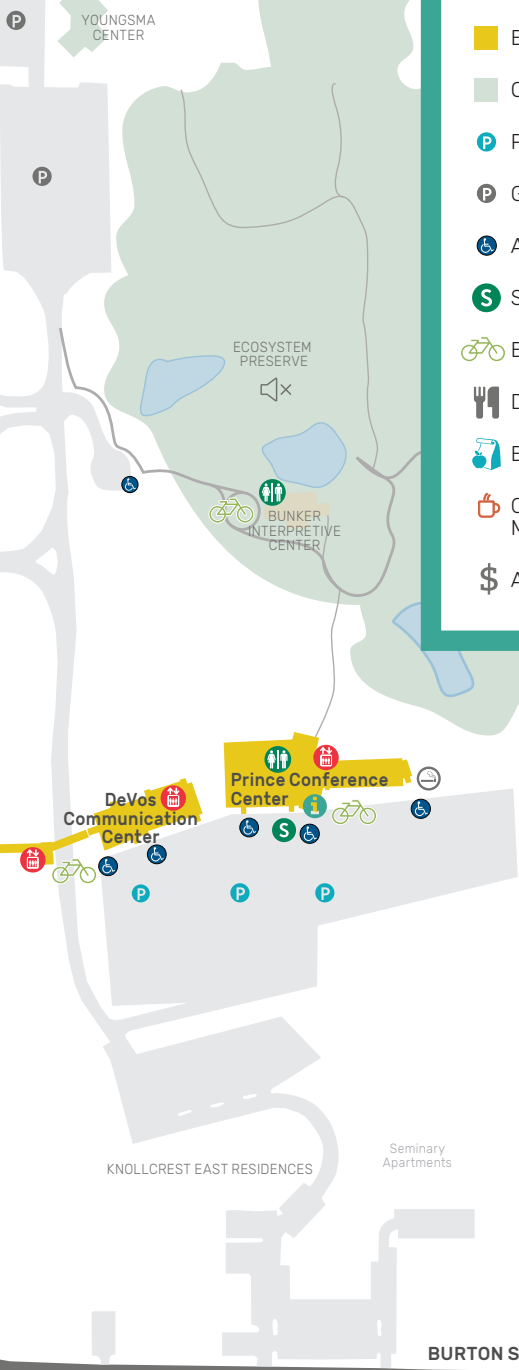 P
YOUNGSMA
CENTER
P
E
C
P P
P G
A
S S
E
D
E
C
N
$ A
ECOSYSTEM
PRESERVE
BUNKER
INTERPRETIVE
CENTER
Prince Conference
Center
i
DeVos
Communication
Center
S
P
P
P
KNOLLCREST EAST RESIDENCES
Seminary
Apartments
BURTON S